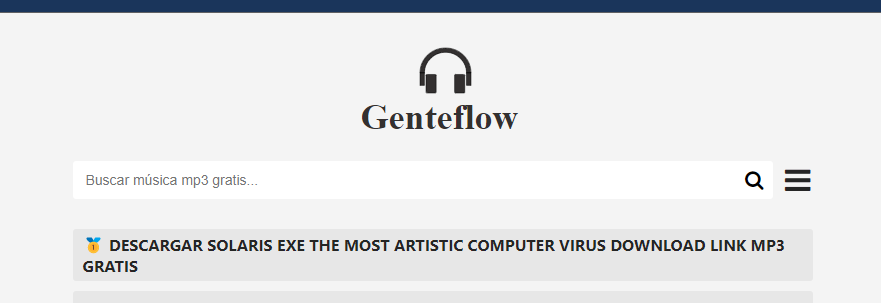 Genteflow
Buscar música mp3 gratis...
DESCARGAR SOLARIS EXE THE MOST ARTISTIC COMPUTER VIRUS DOWNLOAD LINK MP3
GRATIS